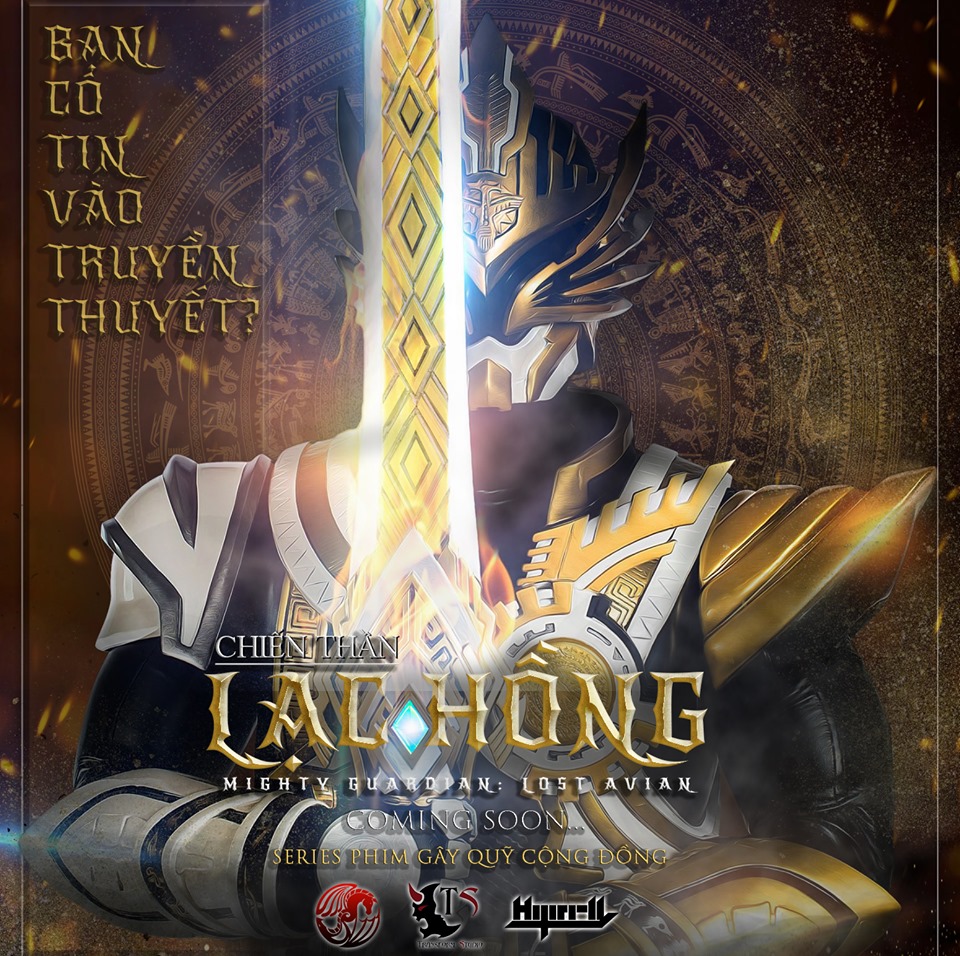 BẠN
CÓ
TIN
VÀO
TRUYỀN
THUYẾT?
CHIẾN THẦN
LẠC HỒNG
MIGHTY GUARDIAN: LOST AVIAN
COMING SOON...
SERIES PHIM GÂY QUỸ CỘNG ĐỒNG
TS